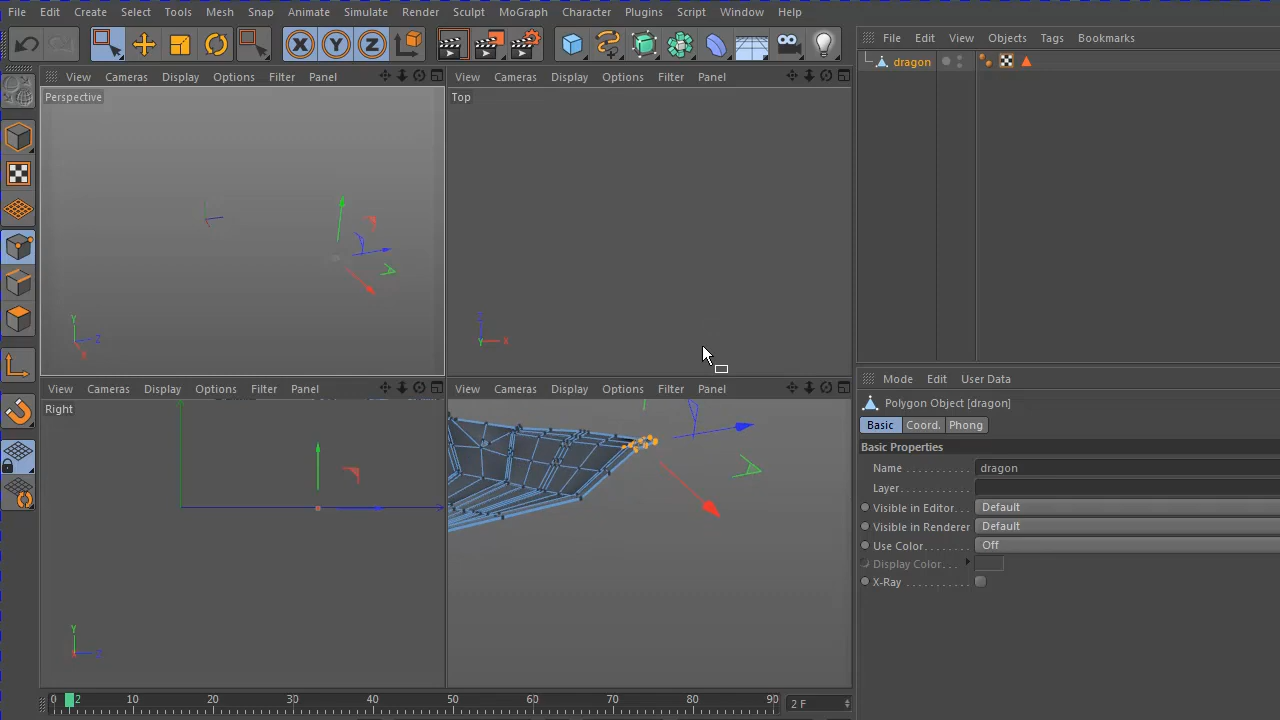 File Edit Create Select Tools Mesh Snap Animate Simulate Render Sculpt MoGraph Character Plugins Script Window Help
X Y Z
File Edit View Objects Tags Bookmarks
dragon
View Cameras Display Options Filter Panel
Perspective
Y
Z
X
View Cameras Display Options Filter Panel
Top
Z
Y X
View Cameras Display Options Filter Panel
Right
Y
X Z
View Cameras Display Options Filter Panel
Mode Edit User Data
Polygon Object [dragon]
Basic Coord. Phong
Basic Properties
Name dragon
Layer
Visible in Editor Default
Visible in Renderer Default
Use Color Off
Display Color
X-Ray
0 2 10 20 30 40 50 60 70 80 90 2 F